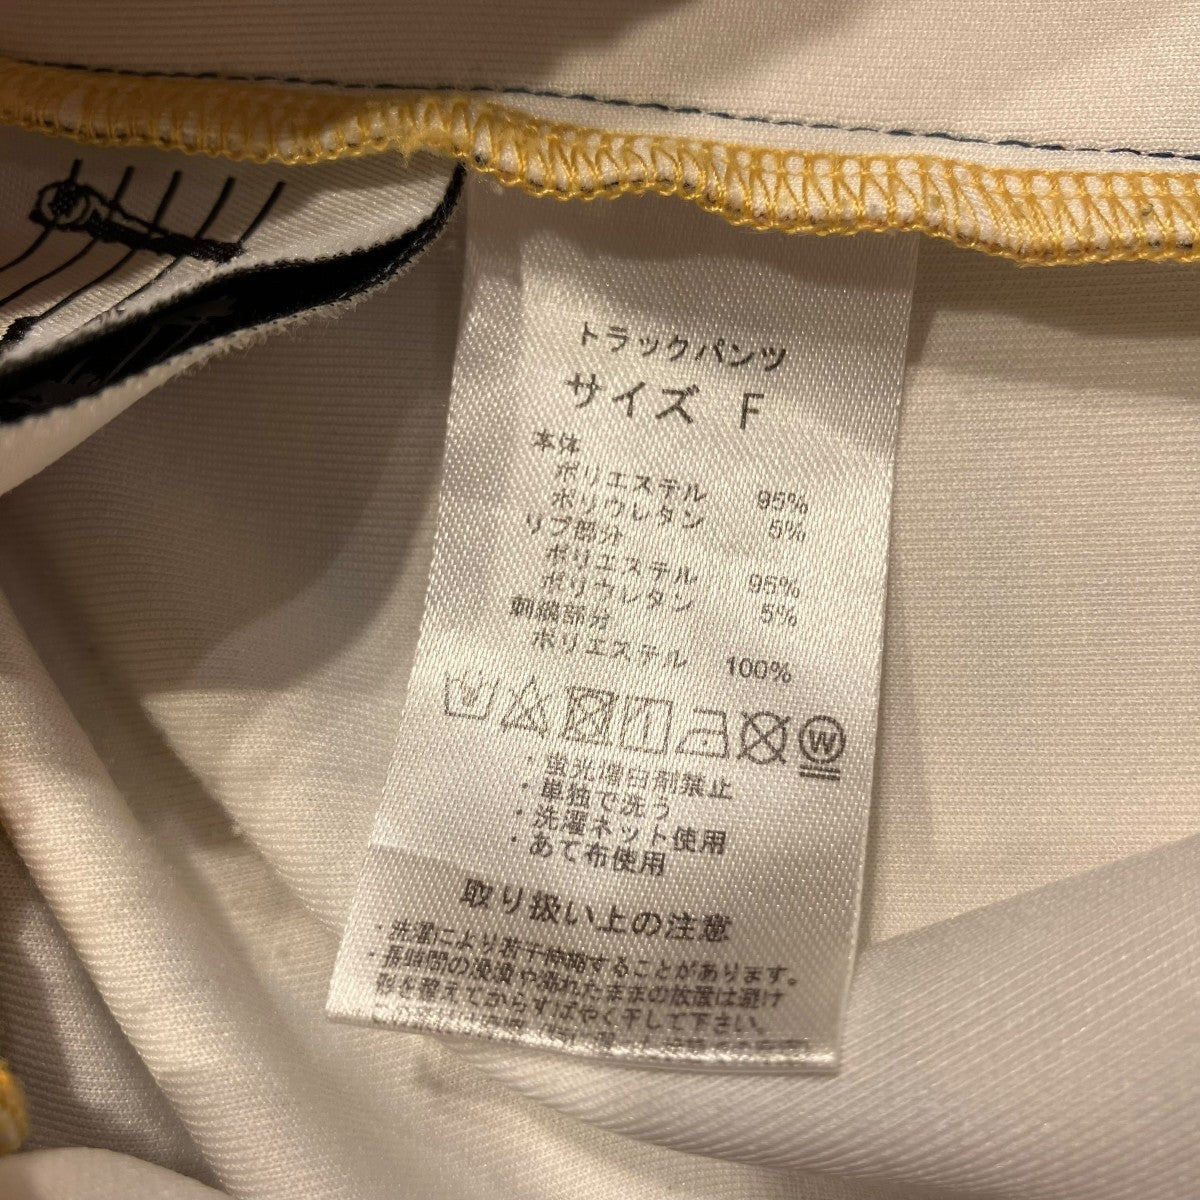 トラックパンツ
サイズ F
本体
ポリエステル 95%
ポリウレタン 5%
リブ部分
ポリエステル 95%
ポリウレタン 5%
刺繍部分
ポリエステル 100%
W
・蛍光増白剤禁止
・単独で洗う
・洗濯ネット使用
・あて布使用
取り扱い上の注意
・洗濯により若干伸縮することがあります。
・長時間の浸漬や濡れたままの放置は避け
形を整えてからすばやく干して下さい。